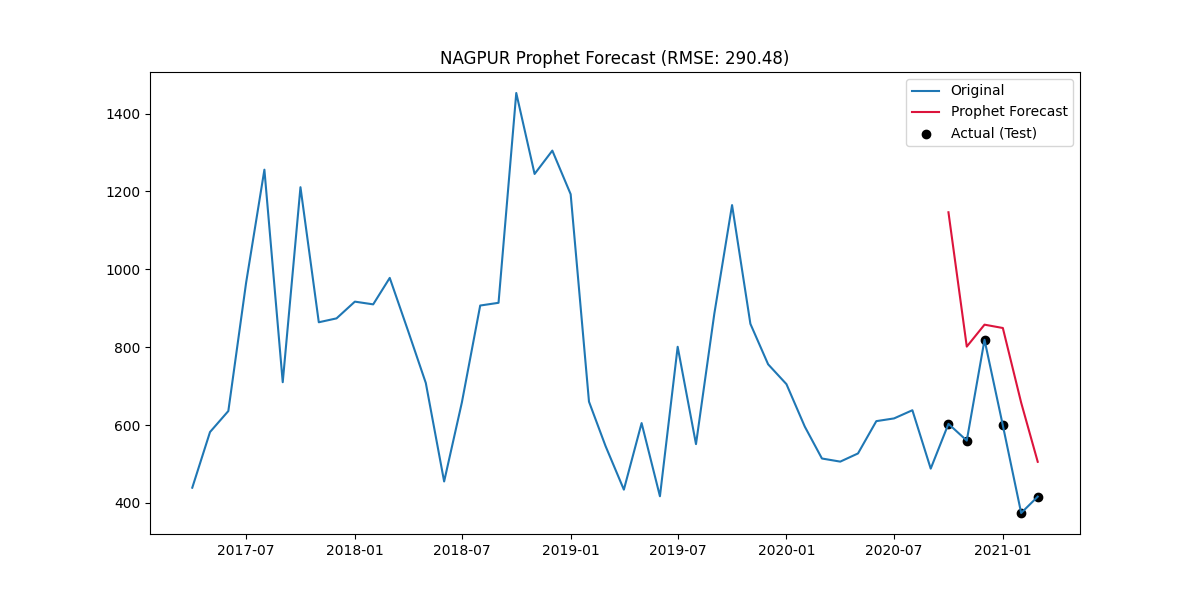 NAGPUR Prophet Forecast (RMSE: 290.48)
Original
Prophet Forecast
Actual (Test)
1400
1200
1000
800
600
400
2017-07 2018-01 2018-07 2019-01 2019-07 2020-01 2020-07 2021-01